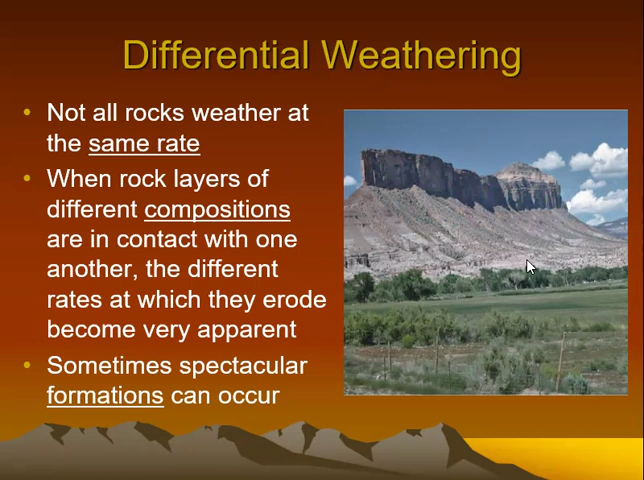 Differential Weathering
• Not all rocks weather at
the same rate
• When rock layers of
different compositions
are in contact with one
another, the different
rates at which they erode
become very apparent
• Sometimes spectacular
formations can occur